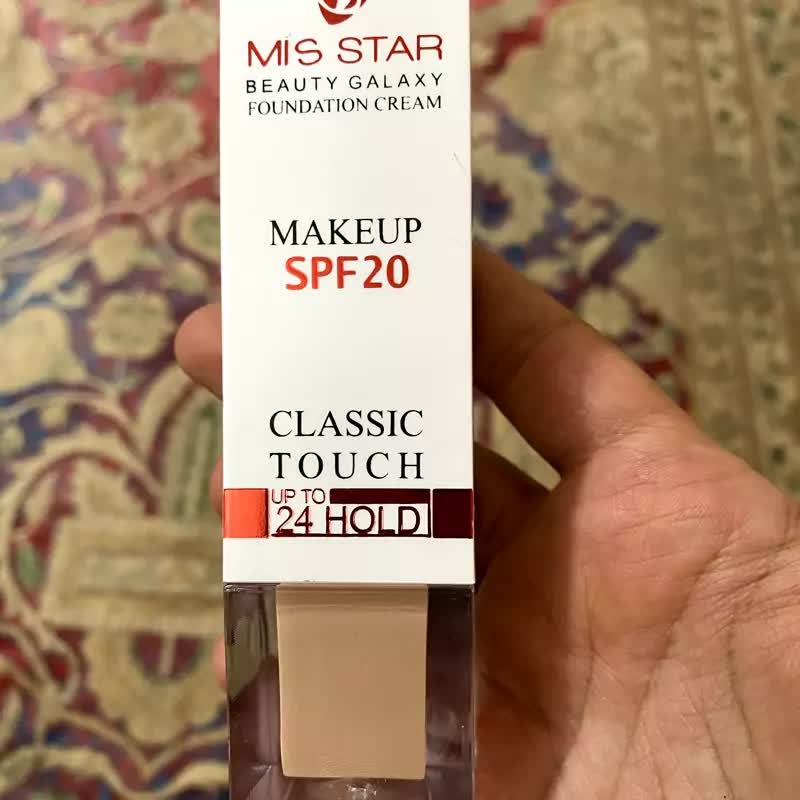 MIS STAR
BEAUTY GALAXY
FOUNDATION CREAM
MAKEUP
SPF20
CLASSIC
TOUCH
UP TO
24 HOLD